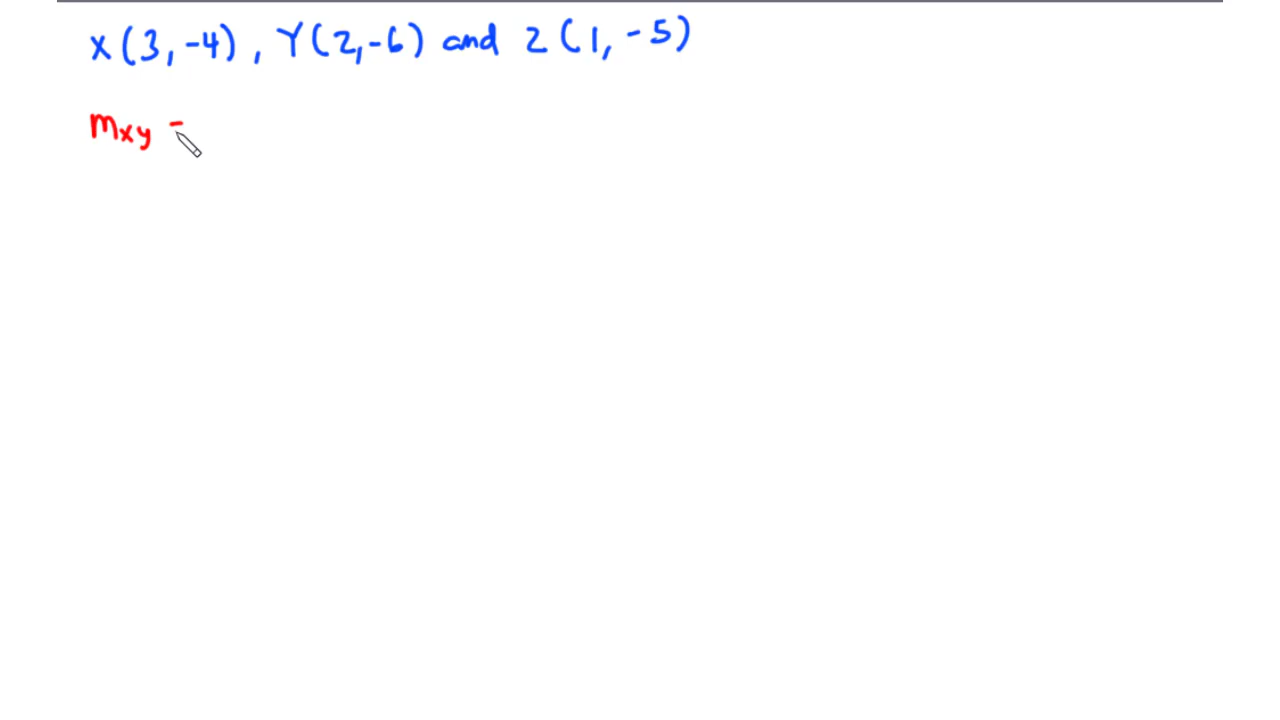 X (3, -4), Y(2,-6) and Z (1, -5)
mxy -